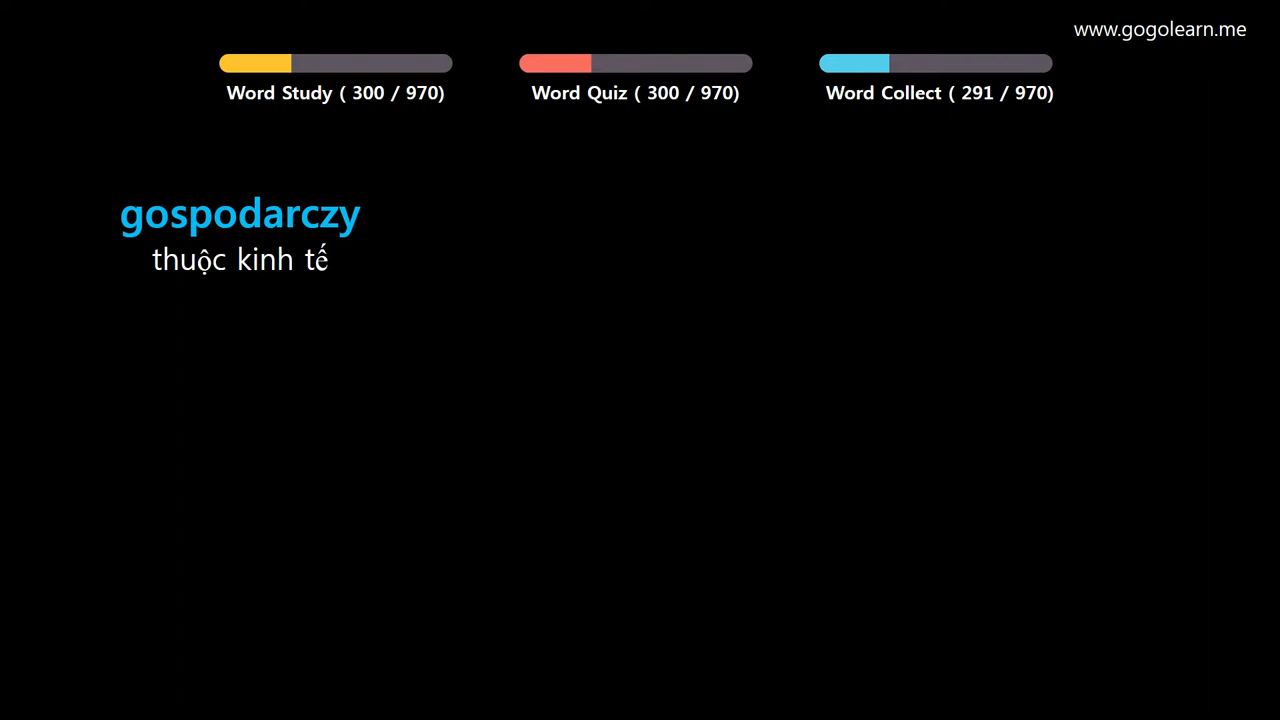 www.gogolearn.me
Word Study ( 300 / 970)
Word Quiz ( 300 / 970)
Word Collect ( 291 / 970)
gospodarczy
thuộc kinh tế